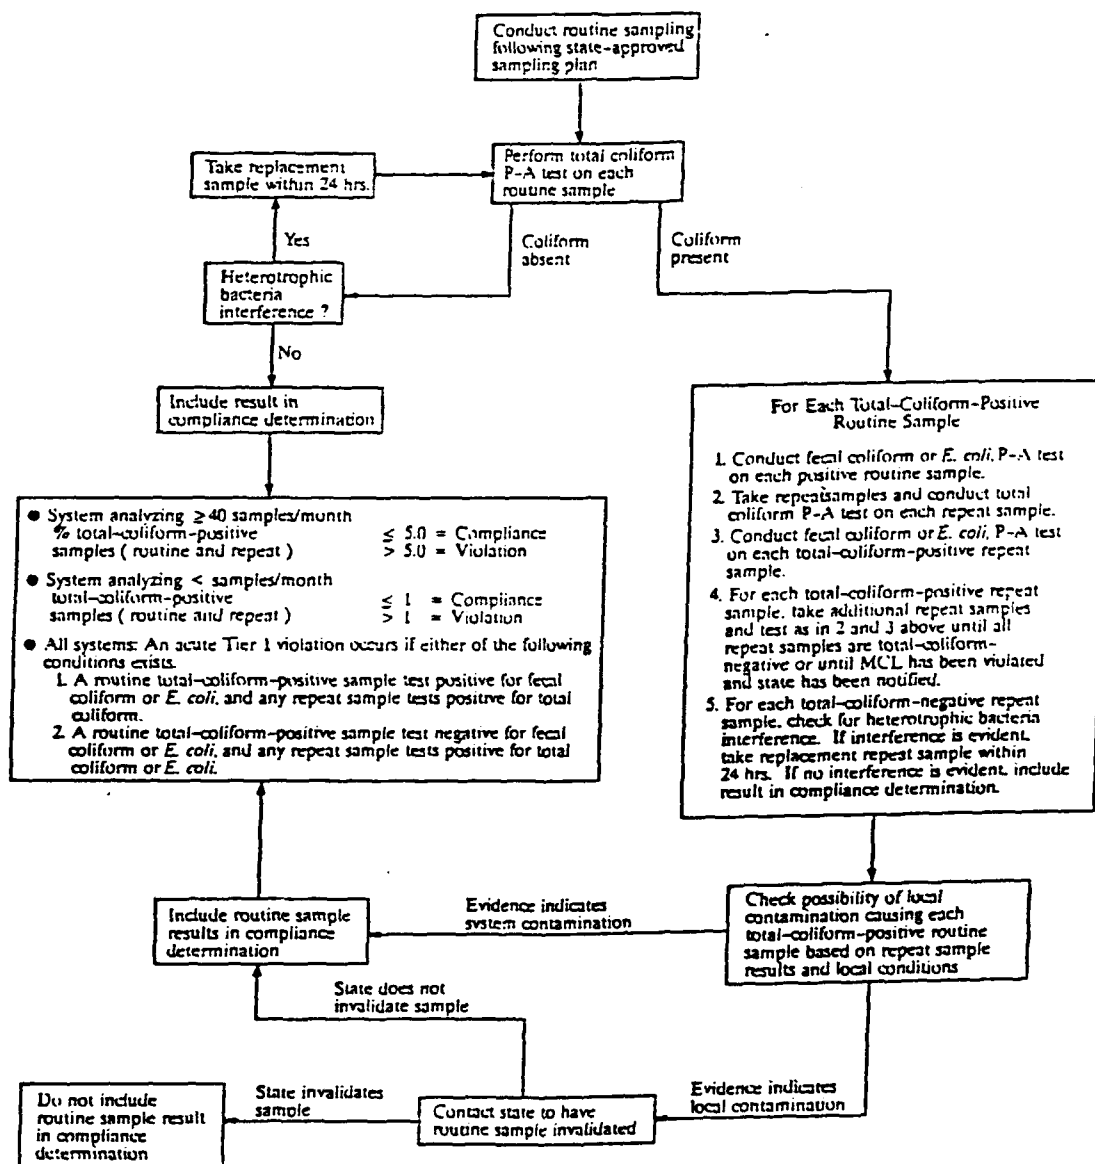 Conduct routine sampling
following state-approved
sampling plan
Take replacement
sample within 24 hrs.
Perform total coliform
P-A test on each
routine sample
Yes
Coliform
absent
Coliform
present
Heterotrophic
bacteria
interference ?
No
Include result in
compliance determination
For Each Total-Coliform-Positive
Routine Sample
1. Conduct fecal coliform or E. coli, P-A test
on each positive routine sample.
2. Take repeatsamples and conduct total
coliform P-A test on each repeat sample.
3. Conduct fecal coliform or E. coli, P-A test
on each total-coliform-positive repeat
sample.
4. For each total-coliform-positive repeat
sample, take additional repeat samples
and test as in 2 and 3 above until all
repeat samples are total-coliform-
negative or until MCL has been violated
and state has been notified.
5. For each total-coliform-negative repeat
sample, check for heterotrophic bacteria
interference. If interference is evident,
take replacement repeat sample within
24 hrs. If no interference is evident, include
result in compliance determination.
● System analyzing ≥ 40 samples/month
% total-coliform-positive ≤ 5.0 = Compliance
samples ( routine and repeat ) > 5.0 = Violation
● System analyzing < samples/month
total-coliform-positive ≤ 1 = Compliance
samples ( routine and repeat ) > 1 = Violation
● All systems: An acute Tier 1 violation occurs if either of the following
conditions exists.
1. A routine total-coliform-positive sample test positive for fecal
coliform or E. coli, and any repeat sample tests positive for total
coliform.
2. A routine total-coliform-positive sample test negative for fecal
coliform or E. coli, and any repeat sample tests positive for total
coliform or E. coli.
Include routine sample
results in compliance
determination
Evidence indicates
system contamination
Check possibility of local
contamination causing each
total-coliform-positive routine
sample based on repeat sample
results and local conditions
State does not
invalidate sample
Do not include
routine sample result
in compliance
determination
State invalidates
sample
Contact state to have
routine sample invalidated
Evidence indicates
local contamination